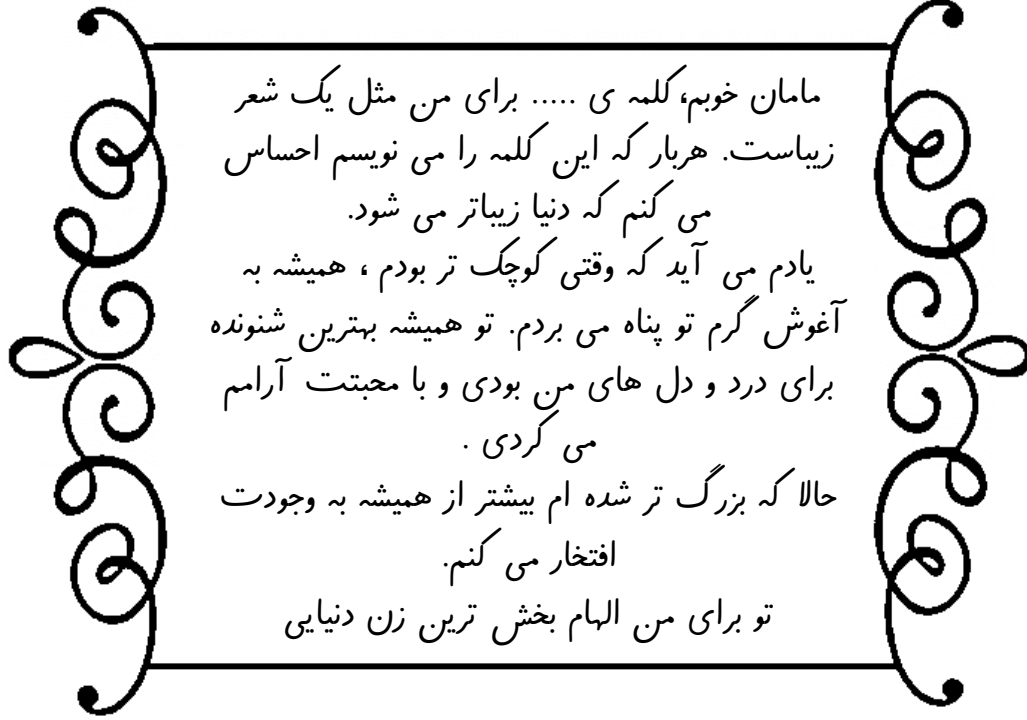 مامان خوبم، کلمه ی ..... برای من مثل یک شعر
زیباست. هربار که این کلمه را می نویسم احساس
می کنم که دنیا زیباتر می شود.
یادم می آید که وقتی کوچک تر بودم ، همیشه به
آغوش گرم تو پناه می بردم. تو همیشه بهترین شنونده
برای درد و دل های من بودی و با محبتت آرامم
می کردی .
حالا که بزرگ تر شده ام بیشتر از همیشه به وجودت
افتخار می کنم.
تو برای من الهام بخش ترین زن دنیایی